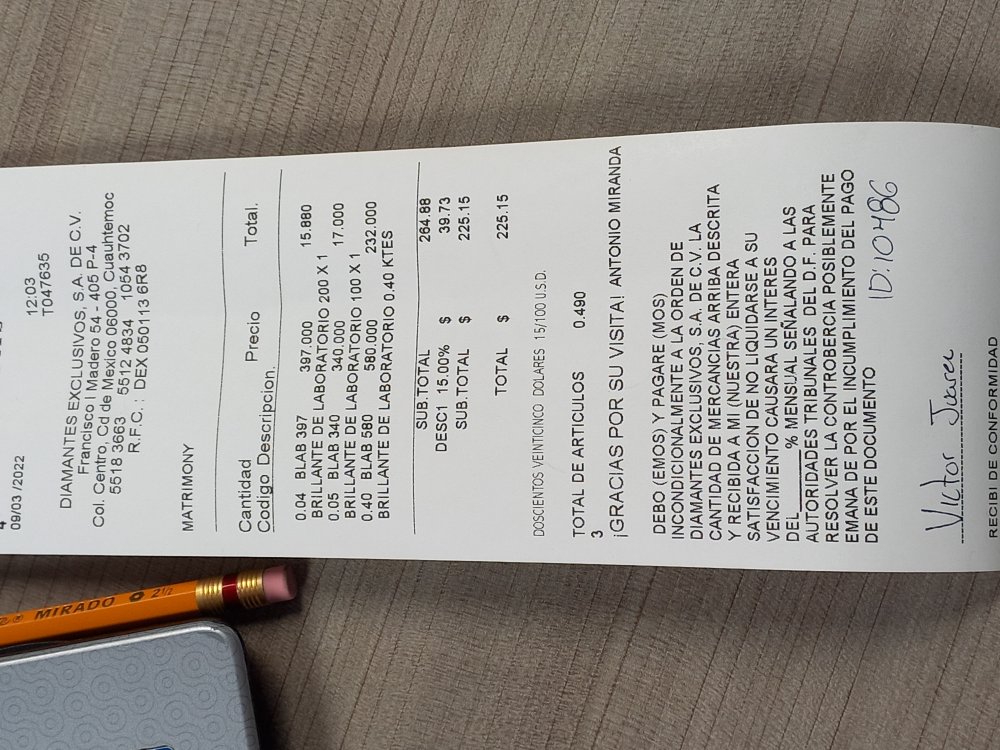 09/03 /2022
12:03
T047635
DIAMANTES EXCLUSIVOS, S.A. DE C.V.
Francisco I Madero 54 - 405 P-4
Col. Centro, Cd de Mexico 06000, Cuauhtemoc
5518 3663 5512 4834 1054 3702
R.F.C. : DEX 050113 6R8
MATRIMONY
Cantidad
Codigo Descripcion. Precio Total.
0.04 BLAB 397 397.000 15.880
BRILLANTE DE LABORATORIO 200 X 1
0.05 BLAB 340 340.000 17.000
BRILLANTE DE LABORATORIO 100 X 1
0.40 BLAB 580 580.000 232.000
BRILLANTE DE LABORATORIO 0.40 KTES
SUB.TOTAL 264.88
DESC1 15.00% $ 39.73
SUB.TOTAL $ 225.15
TOTAL $ 225.15
DOSCIENTOS VEINTICINCO DOLARES 15/100 U.S.D.
TOTAL DE ARTICULOS 0.490
3
¡GRACIAS POR SU VISITA! ANTONIO MIRANDA
DEBO (EMOS) Y PAGARE (MOS)
INCONDICIONALMENTE A LA ORDEN DE
DIAMANTES EXCLUSIVOS, S.A. DE C.V. LA
CANTIDAD DE MERCANCIAS ARRIBA DESCRITA
Y RECIBIDA A MI (NUESTRA) ENTERA
SATISFACCION DE NO LIQUIDARSE A SU
VENCIMIENTO CAUSARA UN INTERES
DEL______ % MENSUAL SEÑALANDO A LAS
AUTORIDADES TRIBUNALES DEL D.F. PARA
RESOLVER LA CONTROBERCIA POSIBLEMENTE
EMANA DE POR EL INCUMPLIMIENTO DEL PAGO
DE ESTE DOCUMENTO
ID: 10486
Victor
RECIBI DE CONFORMIDAD
MIRADO 2 1/2